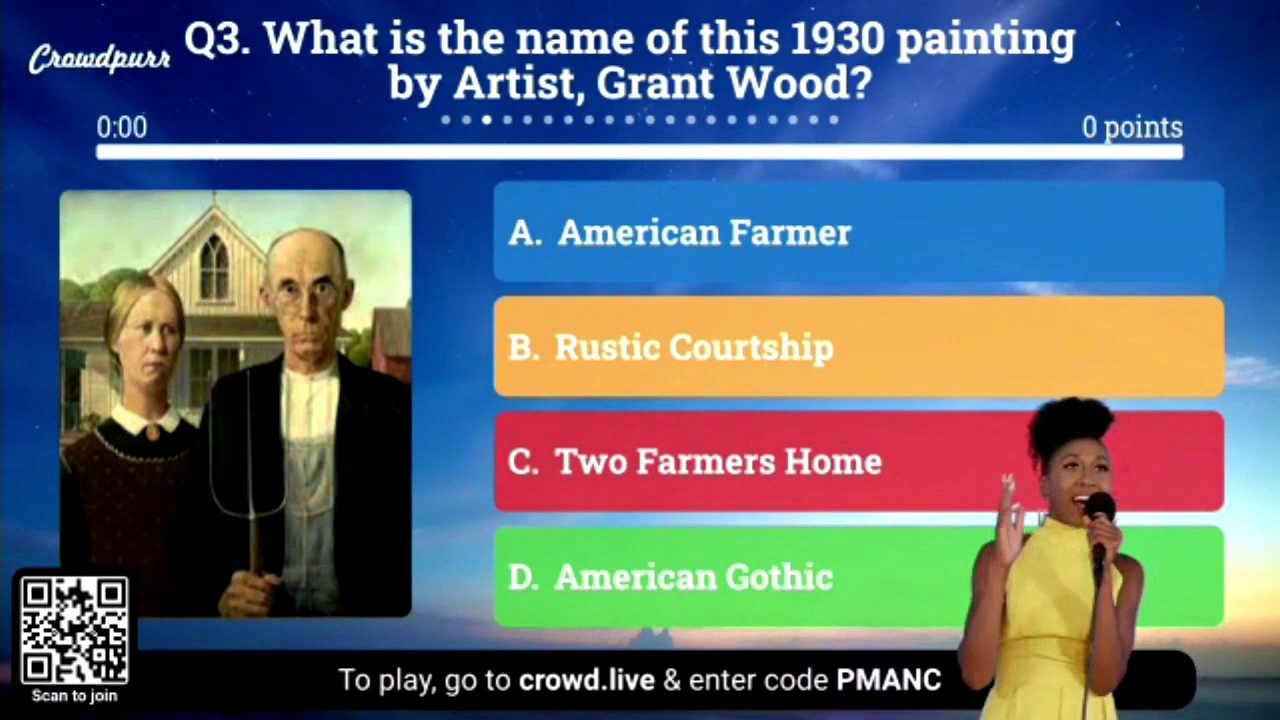 Crowdpurr
Q3. What is the name of this 1930 painting
by Artist, Grant Wood?
0:00
0 points
A. American Farmer
B. Rustic Courtship
C. Two Farmers Home
D. American Gothic
Scan to join
To play, go to crowd.live & enter code PMANC